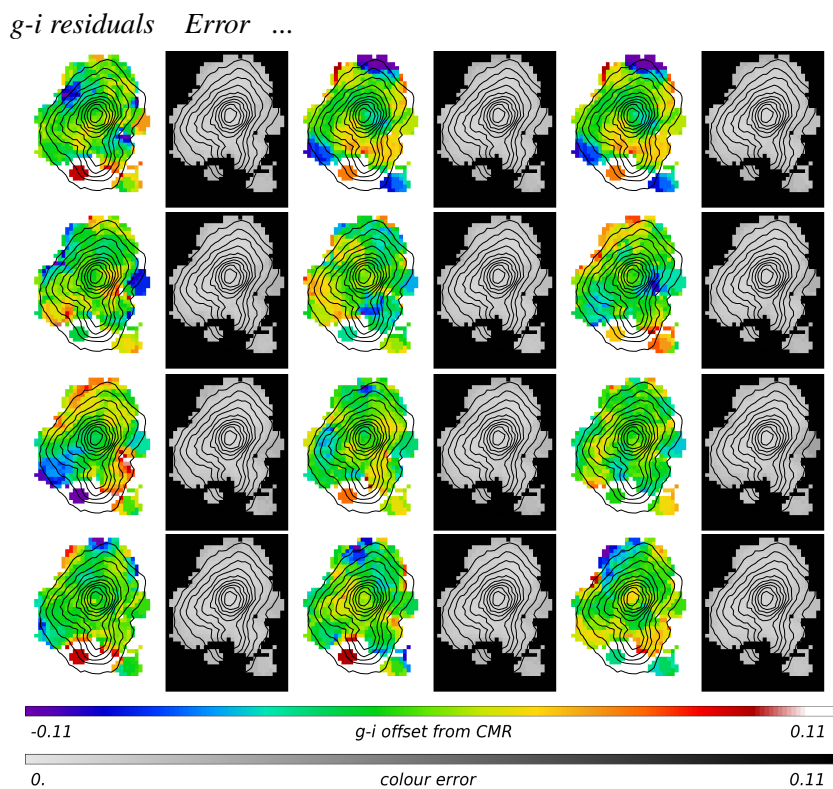 g-i residuals Error ...
-0.11 g-i offset from CMR 0.11
0. colour error 0.11